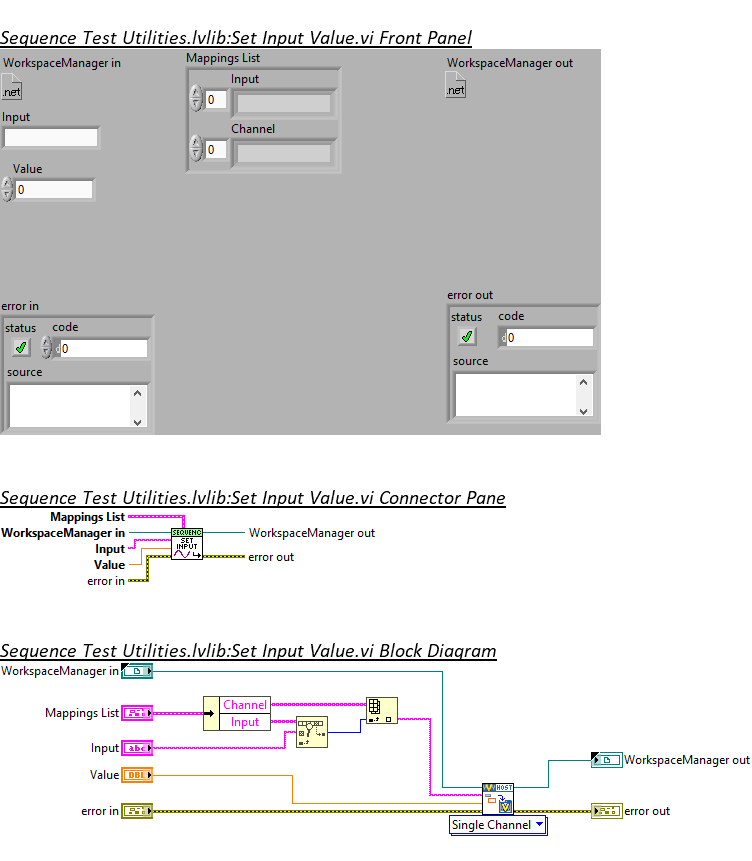 Sequence Test Utilities.lvlib:Set Input Value.vi Front Panel
WorkspaceManager in
Mappings List
WorkspaceManager out
.net
Input
0
.net
Input
Channel
0
Value
0
error in
status code
0
source
error out
status code
0
source
Sequence Test Utilities.lvlib:Set Input Value.vi Connector Pane
Mappings List
WorkspaceManager in
Input
Value
error in
SEQUENC
SET
INPUT
WorkspaceManager out
error out
Sequence Test Utilities.lvlib:Set Input Value.vi Block Diagram
WorkspaceManager in
Mappings List
Channel
Input
Input
abc
Value
DBL
error in
HOST
Single Channel
WorkspaceManager out
error out